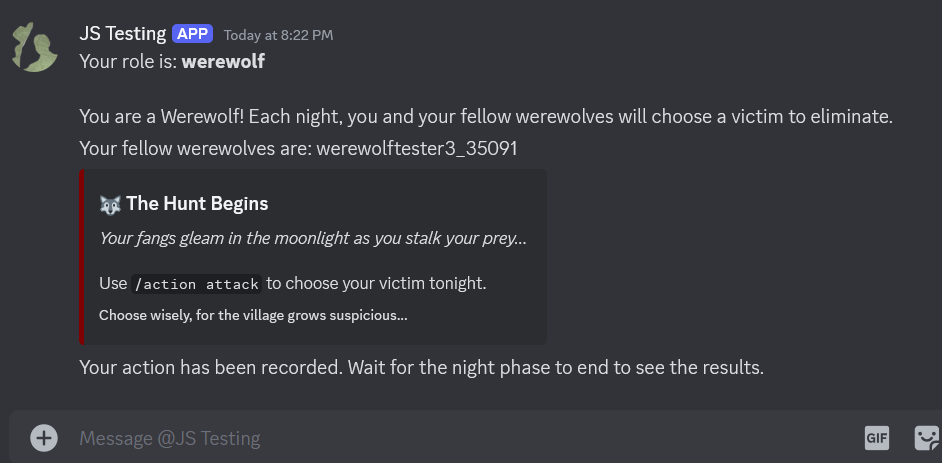 JS Testing APP Today at 8:22 PM
Your role is: werewolf
You are a Werewolf! Each night, you and your fellow werewolves will choose a victim to eliminate.
Your fellow werewolves are: werewolftester3_35091
🐺 The Hunt Begins
Your fangs gleam in the moonlight as you stalk your prey...
Use /action attack to choose your victim tonight.
Choose wisely, for the village grows suspicious...
Your action has been recorded. Wait for the night phase to end to see the results.
Message @JS Testing
GIF